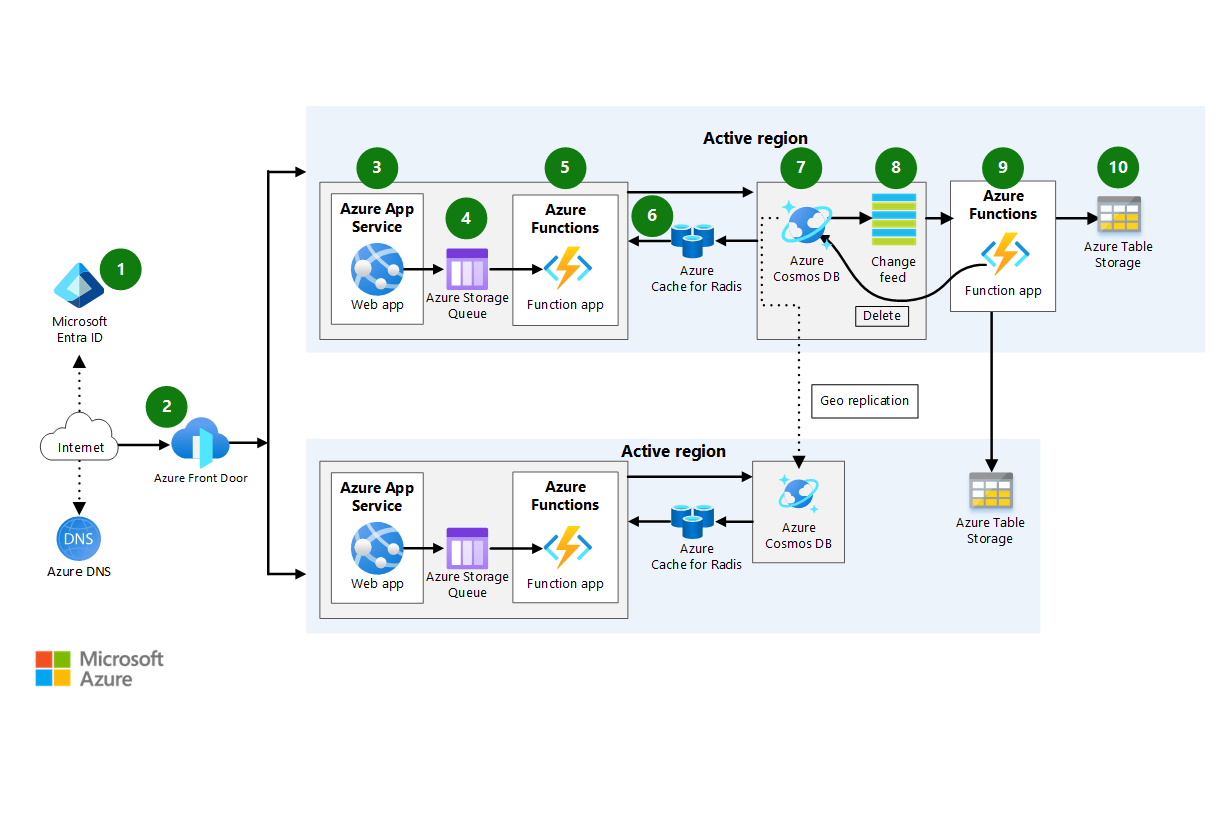 Active region
3
5
7
8
9
10
Azure App
Service
4
Azure
Functions
6
Azure
Functions
Web app
Azure Storage
Queue
Function app
Azure
Cache for Radis
Azure
Cosmos DB
Change
feed
Function app
Azure Table
Storage
Delete
1
Microsoft
Entra ID
2
Internet
Azure Front Door
DNS
Azure DNS
Geo replication
Active region
Azure App
Service
Azure
Functions
Web app
Azure Storage
Queue
Function app
Azure
Cache for Radis
Azure
Cosmos DB
Azure Table
Storage
Microsoft
Azure